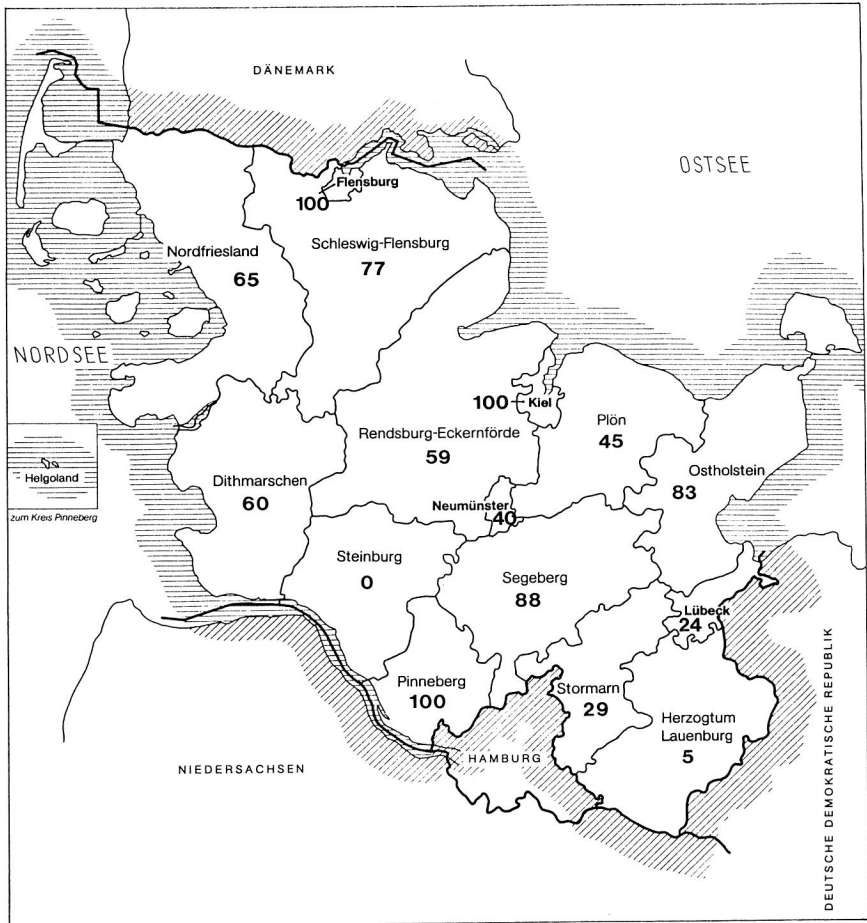 DÄNEMARK
OSTSEE
Flensburg
100
Nordfriesland
65
Schleswig-Flensburg
77
NORDSEE
100
Kiel
Rendsburg-Eckernförde
59
Plön
45
Ostholstein
83
Helgoland
zum Kreis Pinneberg
Dithmarschen
60
Neumünster
40
Steinburg
0
Segeberg
88
Lübeck
24
Pinneberg
100
Stormarn
29
Herzogtum
Lauenburg
5
HAMBURG
NIEDERSACHSEN
DEUTSCHE DEMOKRATISCHE REPUBLIK